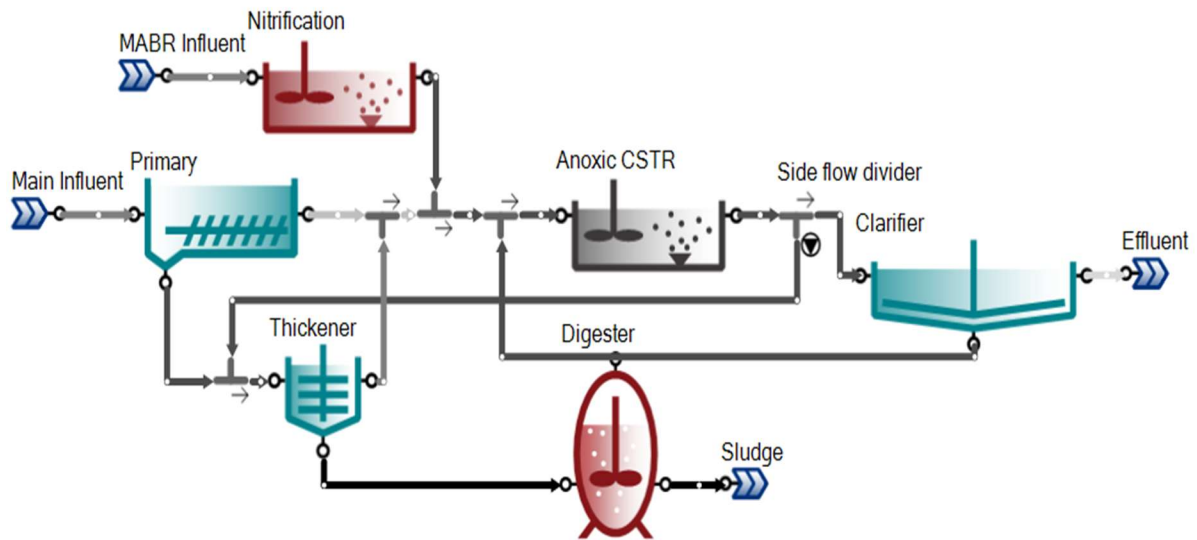 Nitrification
MABR Influent
Primary
Anoxic CSTR
Side flow divider
Main Influent
Clarifier
Effluent
Thickener
Digester
Sludge